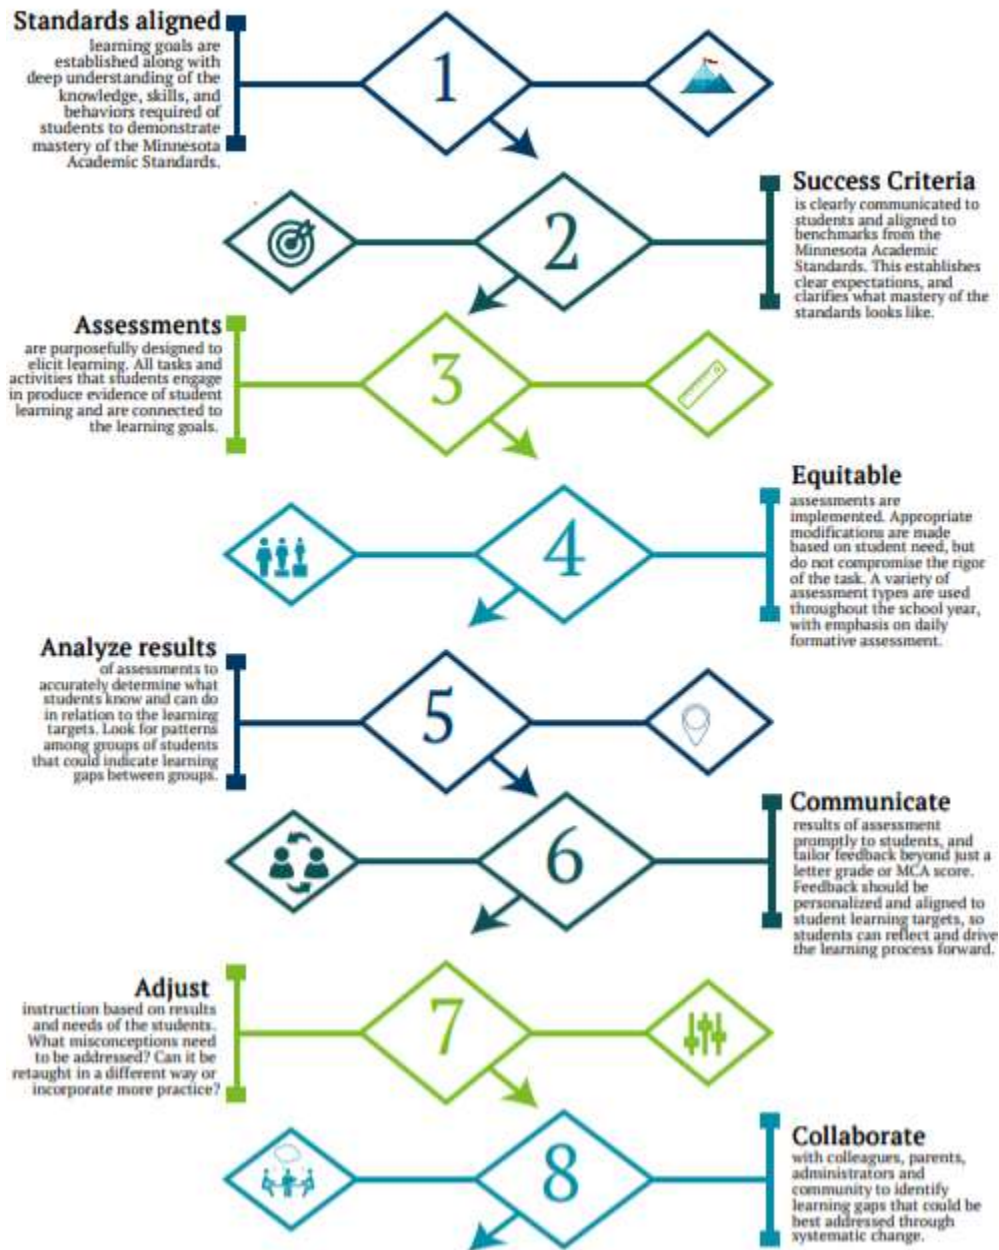 Standards aligned
learning goals are
established along with
deep understanding of the
knowledge, skills, and
behaviors required of
students to demonstrate
mastery of the Minnesota
Academic Standards.
1
2
Success Criteria
is clearly communicated to
students and aligned to
benchmarks from the
Minnesota Academic
Standards. This establishes
clear expectations, and
clarifies what mastery of the
standards looks like.
Assessments
are purposefully designed to
elicit learning. All tasks and
activities that students engage
in produce evidence of student
learning and are connected to
the learning goals.
3
4
Equitable
assessments are
implemented. Appropriate
modifications are made
based on student need, but
do not compromise the rigor
of the task. A variety of
assessment types are used
throughout the school year,
with emphasis on daily
formative assessment.
Analyze results
of assessments to
accurately determine what
students know and can do
in relation to the learning
targets. Look for patterns
among groups of students
that could indicate learning
gaps between groups.
5
6
Communicate
results of assessment
promptly to students, and
tailor feedback beyond just a
letter grade or MCA score.
Feedback should be
personalized and aligned to
student learning targets, so
students can reflect and drive
the learning process forward.
Adjust
instruction based on results
and needs of the students.
What misconceptions need
to be addressed? Can it be
retaught in a different way or
incorporate more practice?
7
8
Collaborate
with colleagues, parents,
administrators and
community to identify
learning gaps that could be
best addressed through
systematic change.